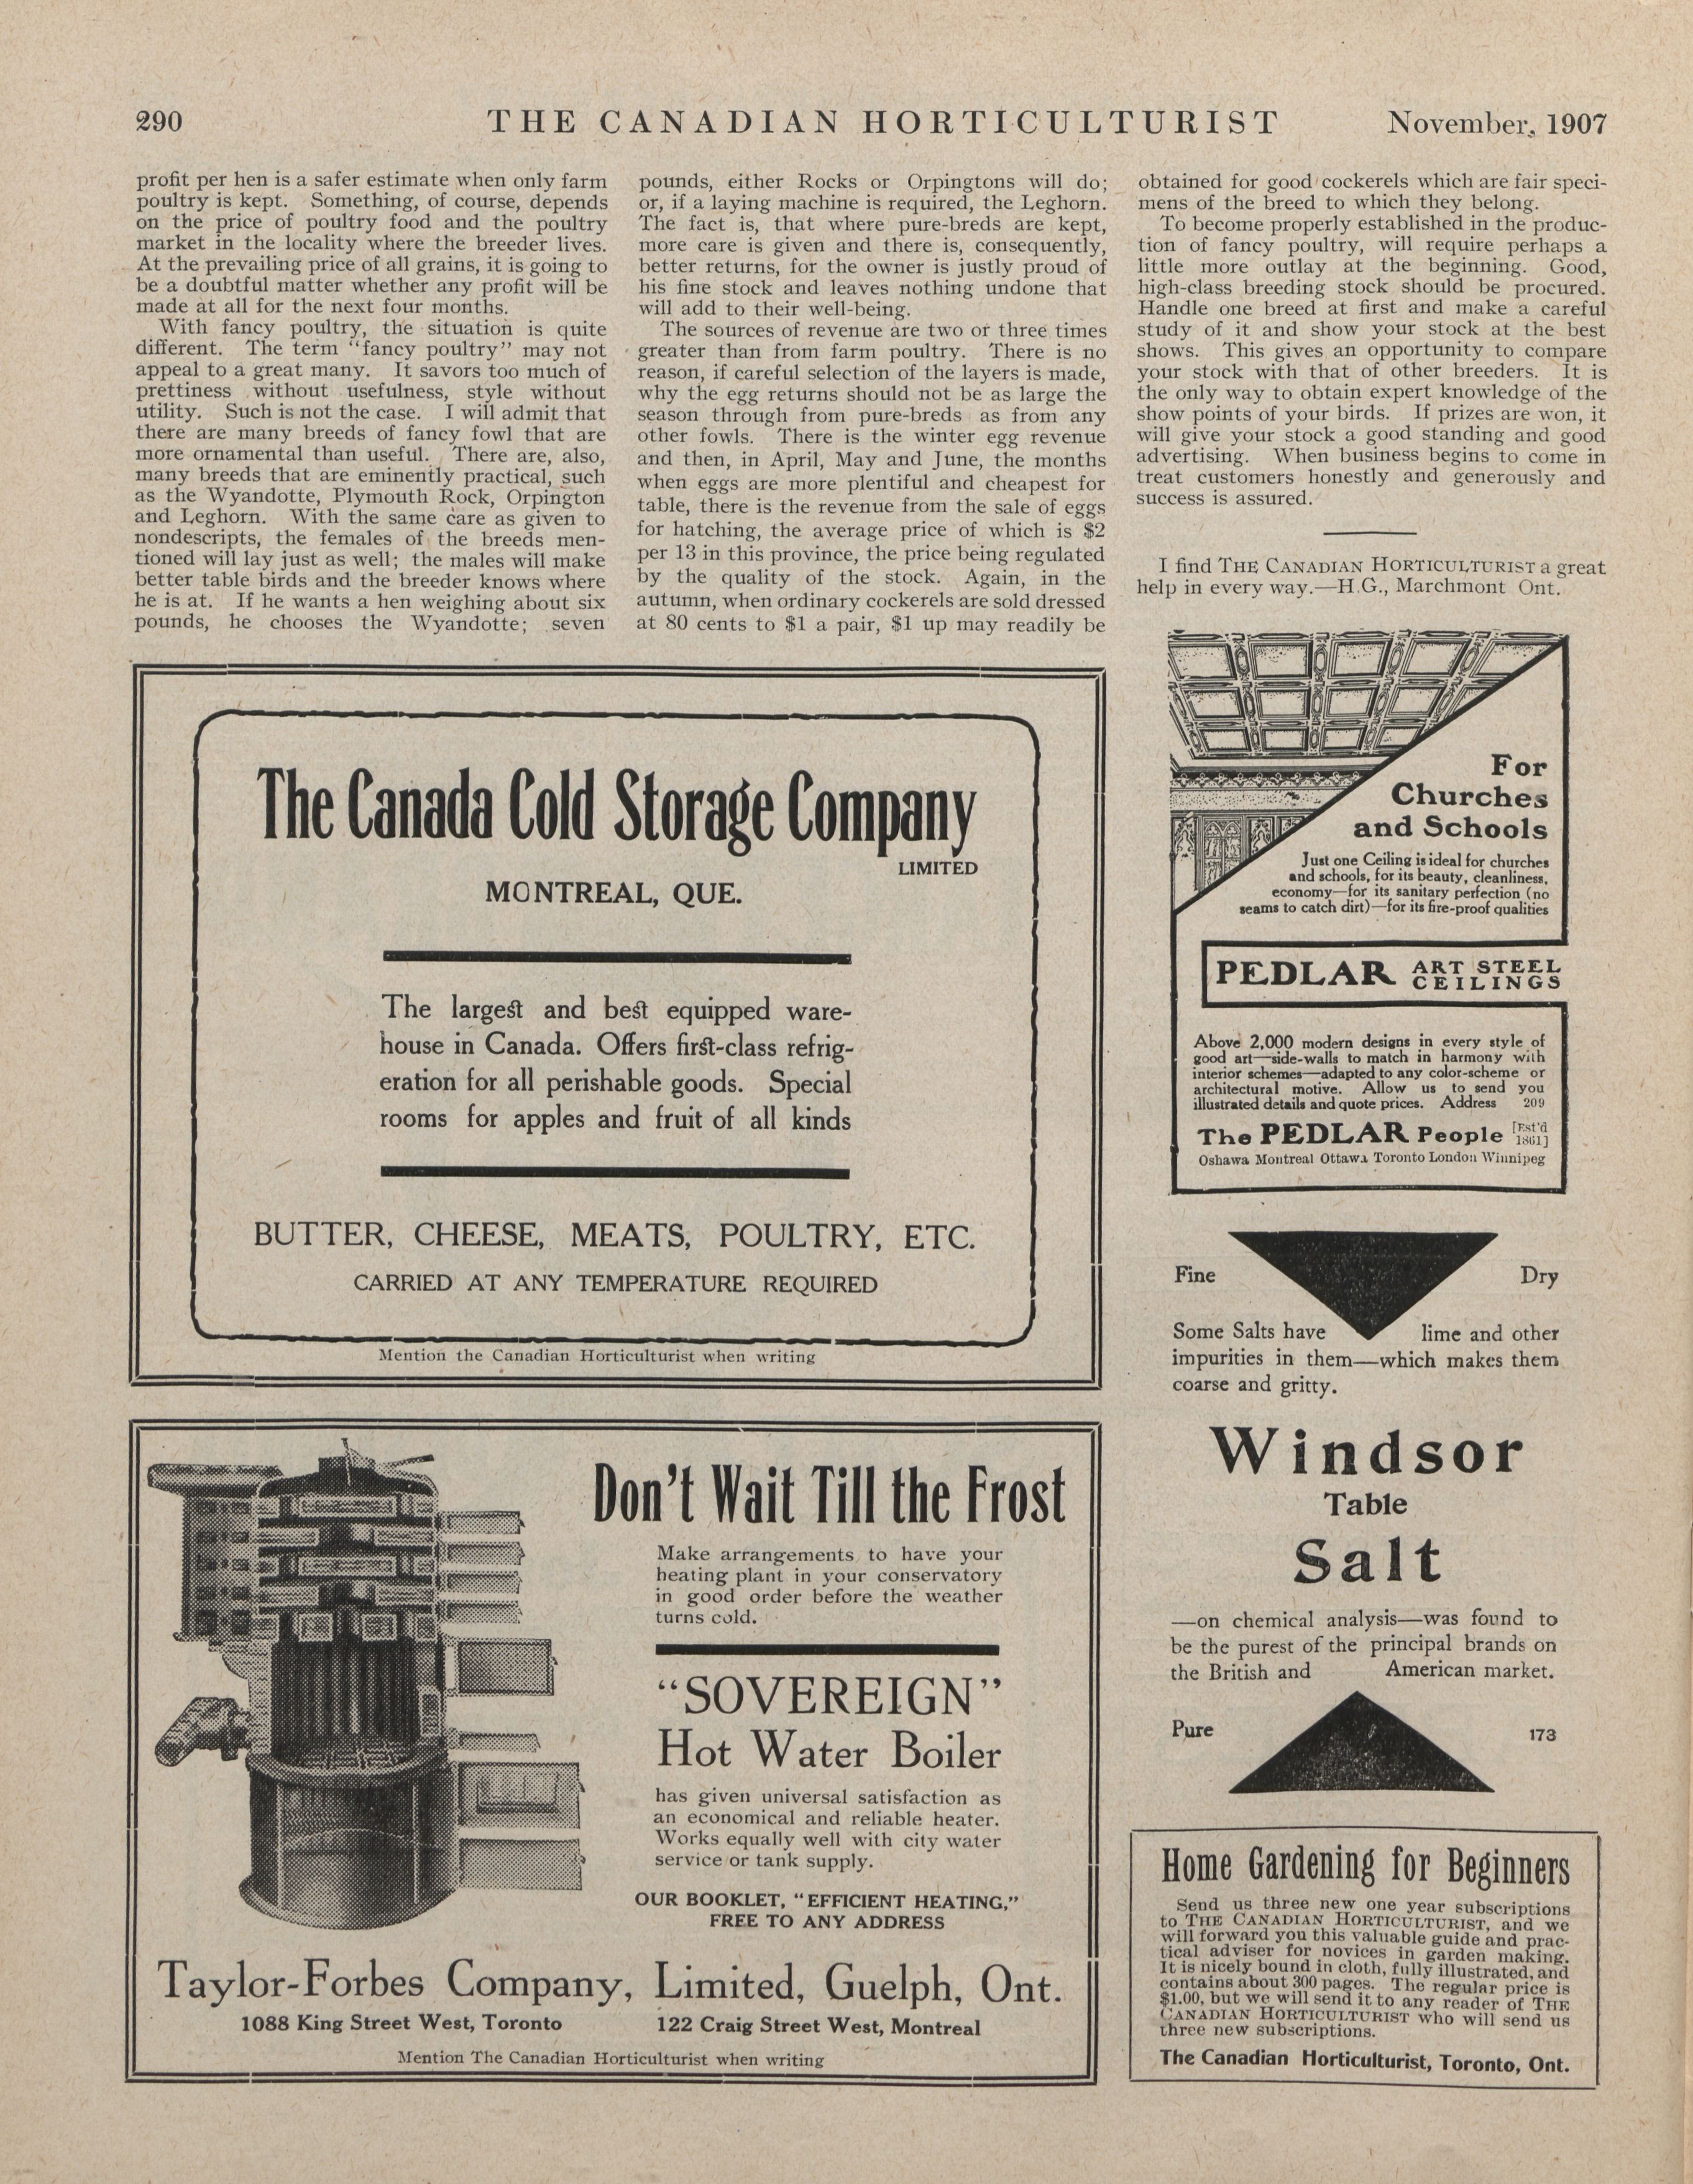 290
THE CANADIAN HORTICULTURIST
November, 1907
profit per hen is a safer estimate when only farm
poultry is kept. Something, of course, depends
on the price of poultry food and the poultry
market in the locality where the breeder lives.
At the prevailing price of all grains, it is going to
be a doubtful matter whether any profit will be
made at all for the next four months.
With fancy poultry, the situation is quite
different. The term "fancy poultry" may not
appeal to a great many. It savors too much of
prettiness without usefulness, style without
utility. Such is not the case. I will admit that
there are many breeds of fancy fowl that are
more ornamental than useful. There are, also,
many breeds that are eminently practical, such
as the Wyandotte, Plymouth Rock, Orpington
and Leghorn. With the same care as given to
nondescripts, the females of the breeds men-
tioned will lay just as well; the males will make
better table birds and the breeder knows where
he is at. If he wants a hen weighing about six
pounds, he chooses the Wyandotte; seven
pounds, either Rocks or Orpingtons will do;
or, if a laying machine is required, the Leghorn.
The fact is, that where pure-breds are kept,
more care is given and there is, consequently,
better returns, for the owner is justly proud of
his fine stock and leaves nothing undone that
will add to their well-being.
The sources of revenue are two or three times
greater than from farm poultry. There is no
reason, if careful selection of the layers is made,
why the egg returns should not be as large the
season through from pure-breds as from any
other fowls. There is the winter egg revenue
and then, in April, May and June, the months
when eggs are more plentiful and cheapest for
table, there is the revenue from the sale of eggs
for hatching, the average price of which is $2
per 13 in this province, the price being regulated
by the quality of the stock. Again, in the
autumn, when ordinary cockerels are sold dressed
at 80 cents to $1 a pair, $1 up may readily be
obtained for good cockerels which are fair speci-
mens of the breed to which they belong.
To become properly established in the produc-
tion of fancy poultry, will require perhaps a
little more outlay at the beginning. Good,
high-class breeding stock should be procured.
Handle one breed at first and make a careful
study of it and show your stock at the best
shows. This gives an opportunity to compare
your stock with that of other breeders. It is
the only way to obtain expert knowledge of the
show points of your birds. If prizes are won, it
will give your stock a good standing and good
advertising. When business begins to come in
treat customers honestly and generously and
success is assured.
I find THE CANADIAN HORTICULTURIST a great
help in every way.—H.G., Marchmont Ont.
The Canada Cold Storage Company
LIMITED
MONTREAL, QUE.
The largest and best equipped ware-
house in Canada. Offers first-class refrig-
eration for all perishable goods. Special
rooms for apples and fruit of all kinds
BUTTER, CHEESE, MEATS, POULTRY, ETC.
CARRIED AT ANY TEMPERATURE REQUIRED
Mention the Canadian Horticulturist when writing
Don't Wait Till the Frost
Make arrangements to have your
heating plant in your conservatory
in good order before the weather
turns cold.
"SOVEREIGN"
Hot Water Boiler
has given universal satisfaction as
an economical and reliable heater.
Works equally well with city water
service or tank supply.
OUR BOOKLET, "EFFICIENT HEATING,"
FREE TO ANY ADDRESS
Taylor-Forbes Company, Limited, Guelph, Ont.
1088 King Street West, Toronto
122 Craig Street West, Montreal
Mention The Canadian Horticulturist when writing
For
Churches
and Schools
Just one Ceiling is ideal for churches
and schools, for its beauty, cleanliness,
economy—for its sanitary perfection (no
seams to catch dirt)—for its fire-proof qualities
PEDLAR ART STEEL
CEILINGS
Above 2,000 modern designs in every style of
good art—side-walls to match in harmony with
interior schemes—adapted to any color-scheme or
architectural motive. Allow us to send you
illustrated details and quote prices. Address 209
The PEDLAR People [Est'd
1861]
Oshawa Montreal Ottawa Toronto London Winnipeg
Fine
Dry
Some Salts have lime and other
impurities in them—which makes them
coarse and gritty.
Windsor
Table
Salt
—on chemical analysis—was found to
be the purest of the principal brands on
the British and American market.
Pure
173
Home Gardening for Beginners
Send us three new one year subscriptions
to THE CANADIAN HORTICULTURIST, and we
will forward you this valuable guide and prac-
tical adviser for novices in garden making.
It is nicely bound in cloth, fully illustrated, and
contains about 300 pages. The regular price is
$1.00, but we will send it to any reader of THE
CANADIAN HORTICULTURIST who will send us
three new subscriptions.
The Canadian Horticulturist, Toronto, Ont.